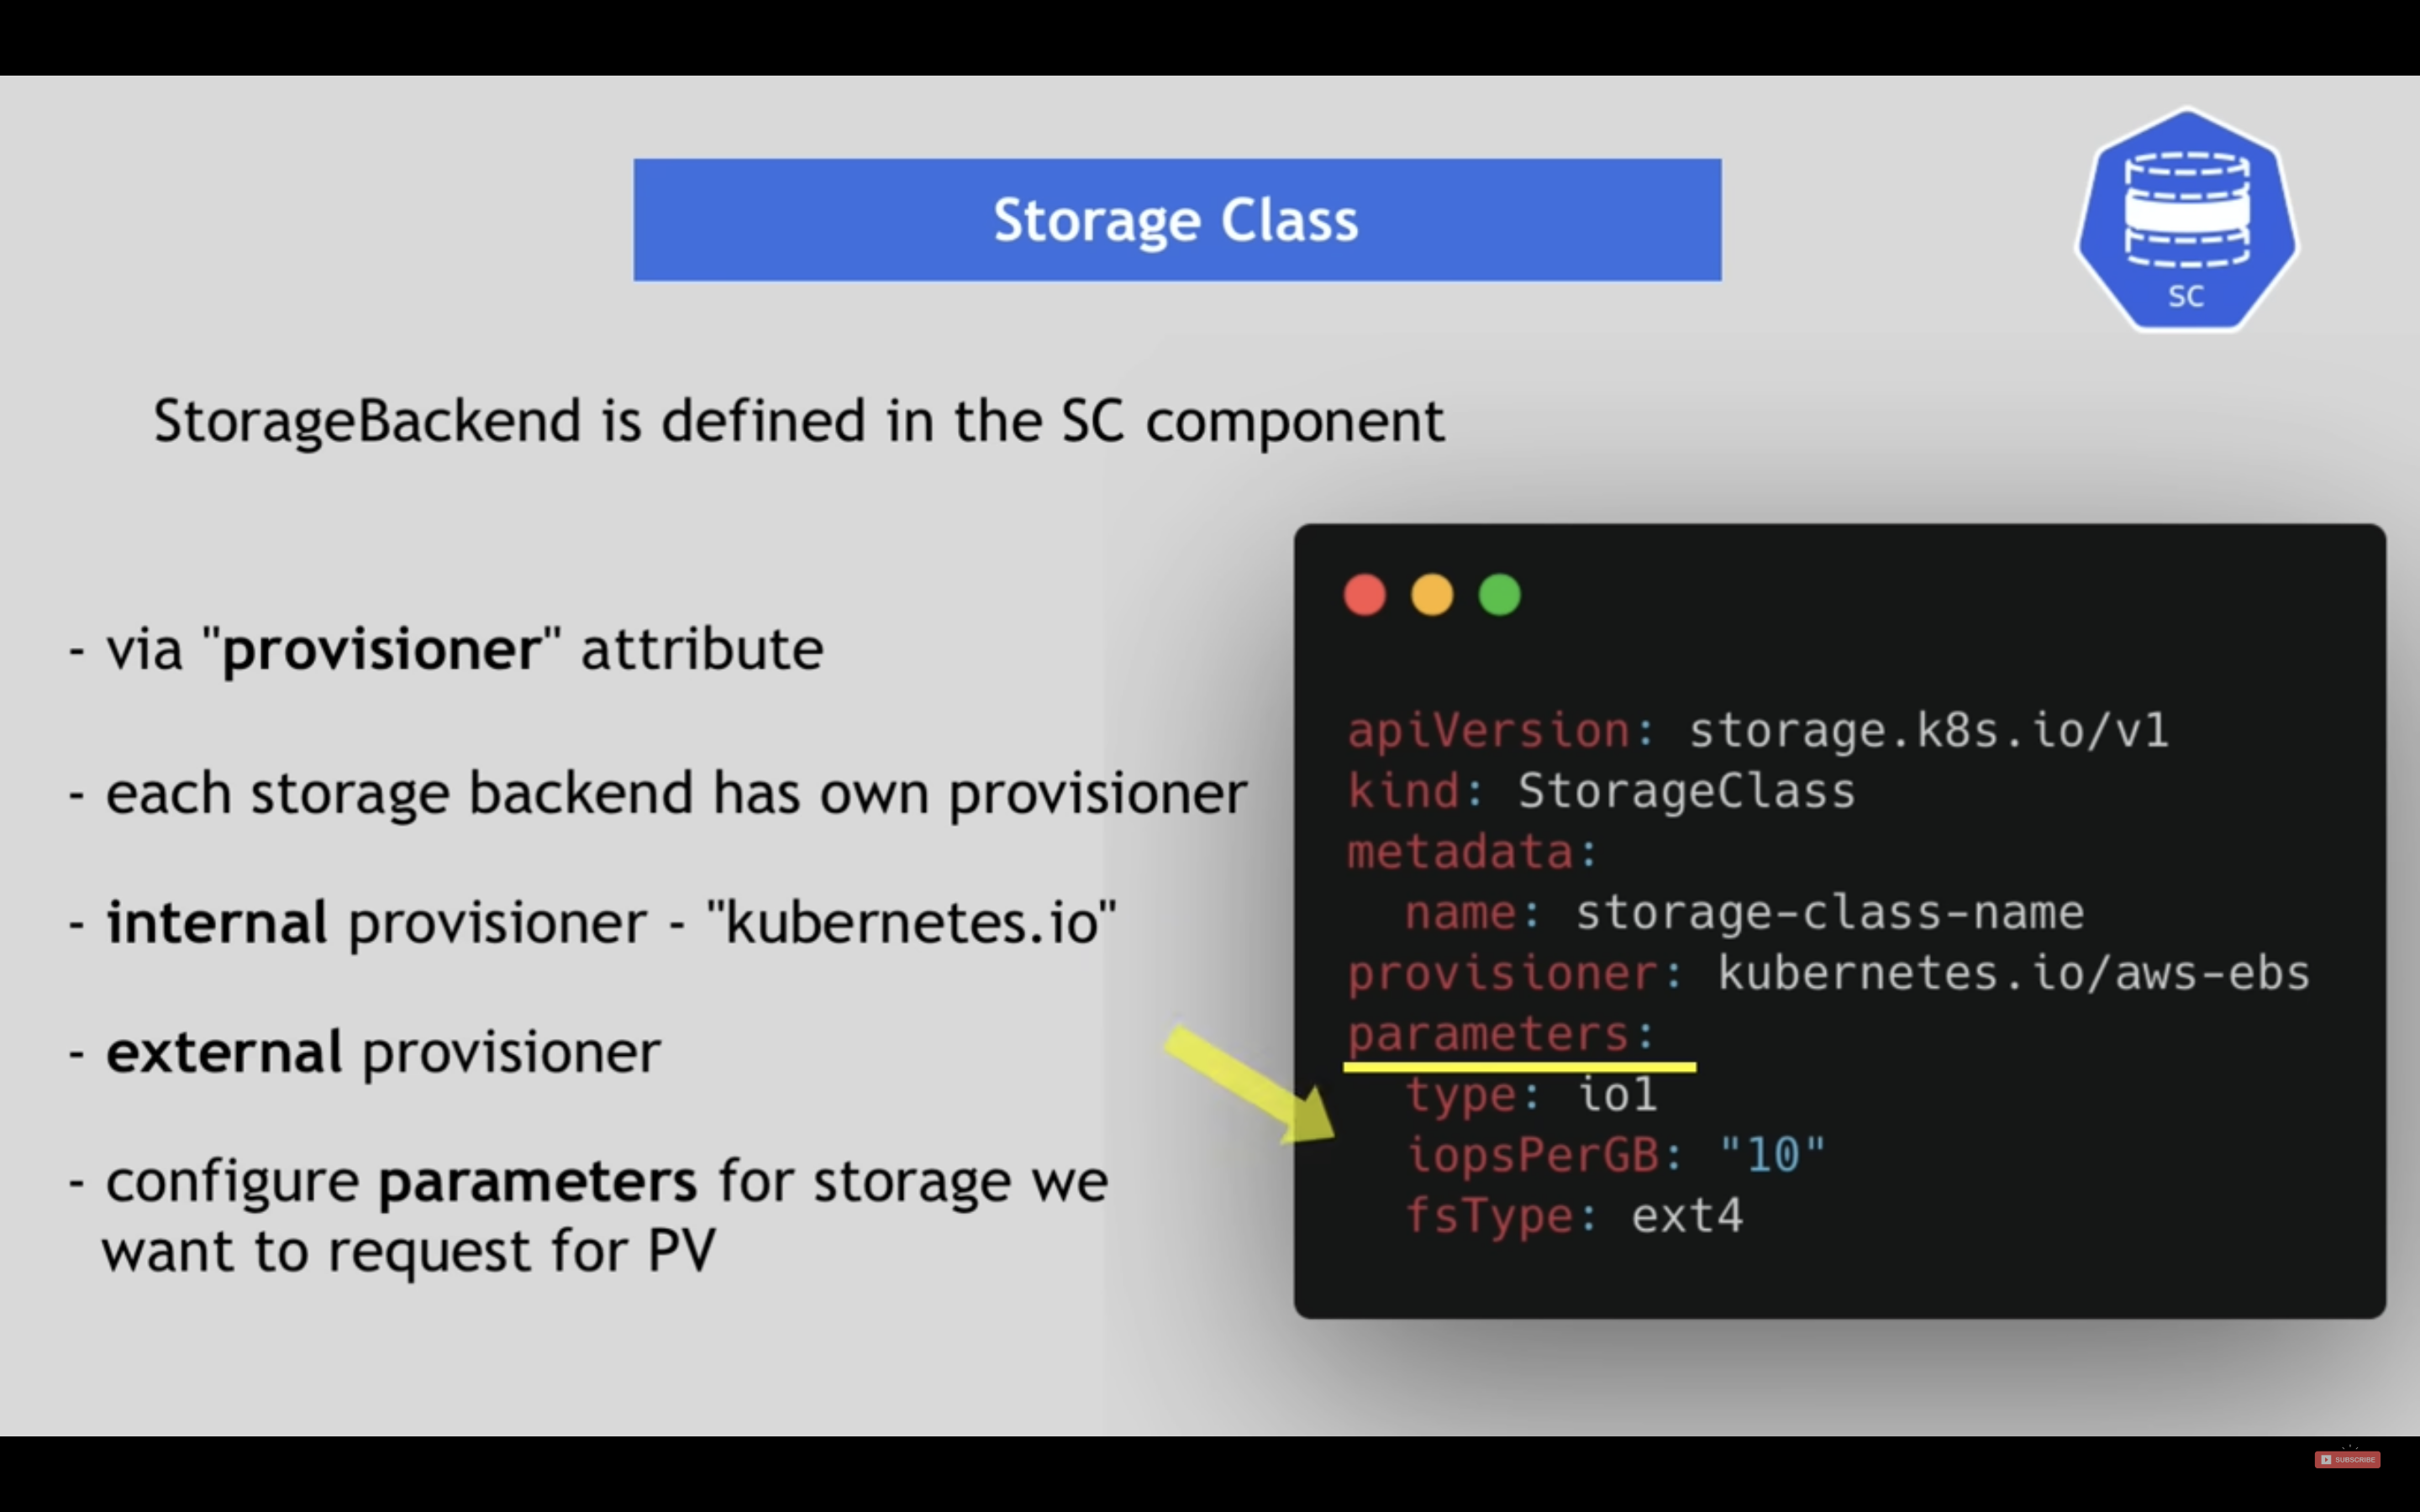 Storage Class
SC
StorageBackend is defined in the SC component
- via "provisioner" attribute
- each storage backend has own provisioner
- internal provisioner - "kubernetes.io"
- external provisioner
- configure parameters for storage we
want to request for PV
apiVersion: storage.k8s.io/v1
kind: StorageClass
metadata:
  name: storage-class-name
provisioner: kubernetes.io/aws-ebs
parameters:
  type: io1
  iopsPerGB: "10"
  fsType: ext4
SUBSCRIBE